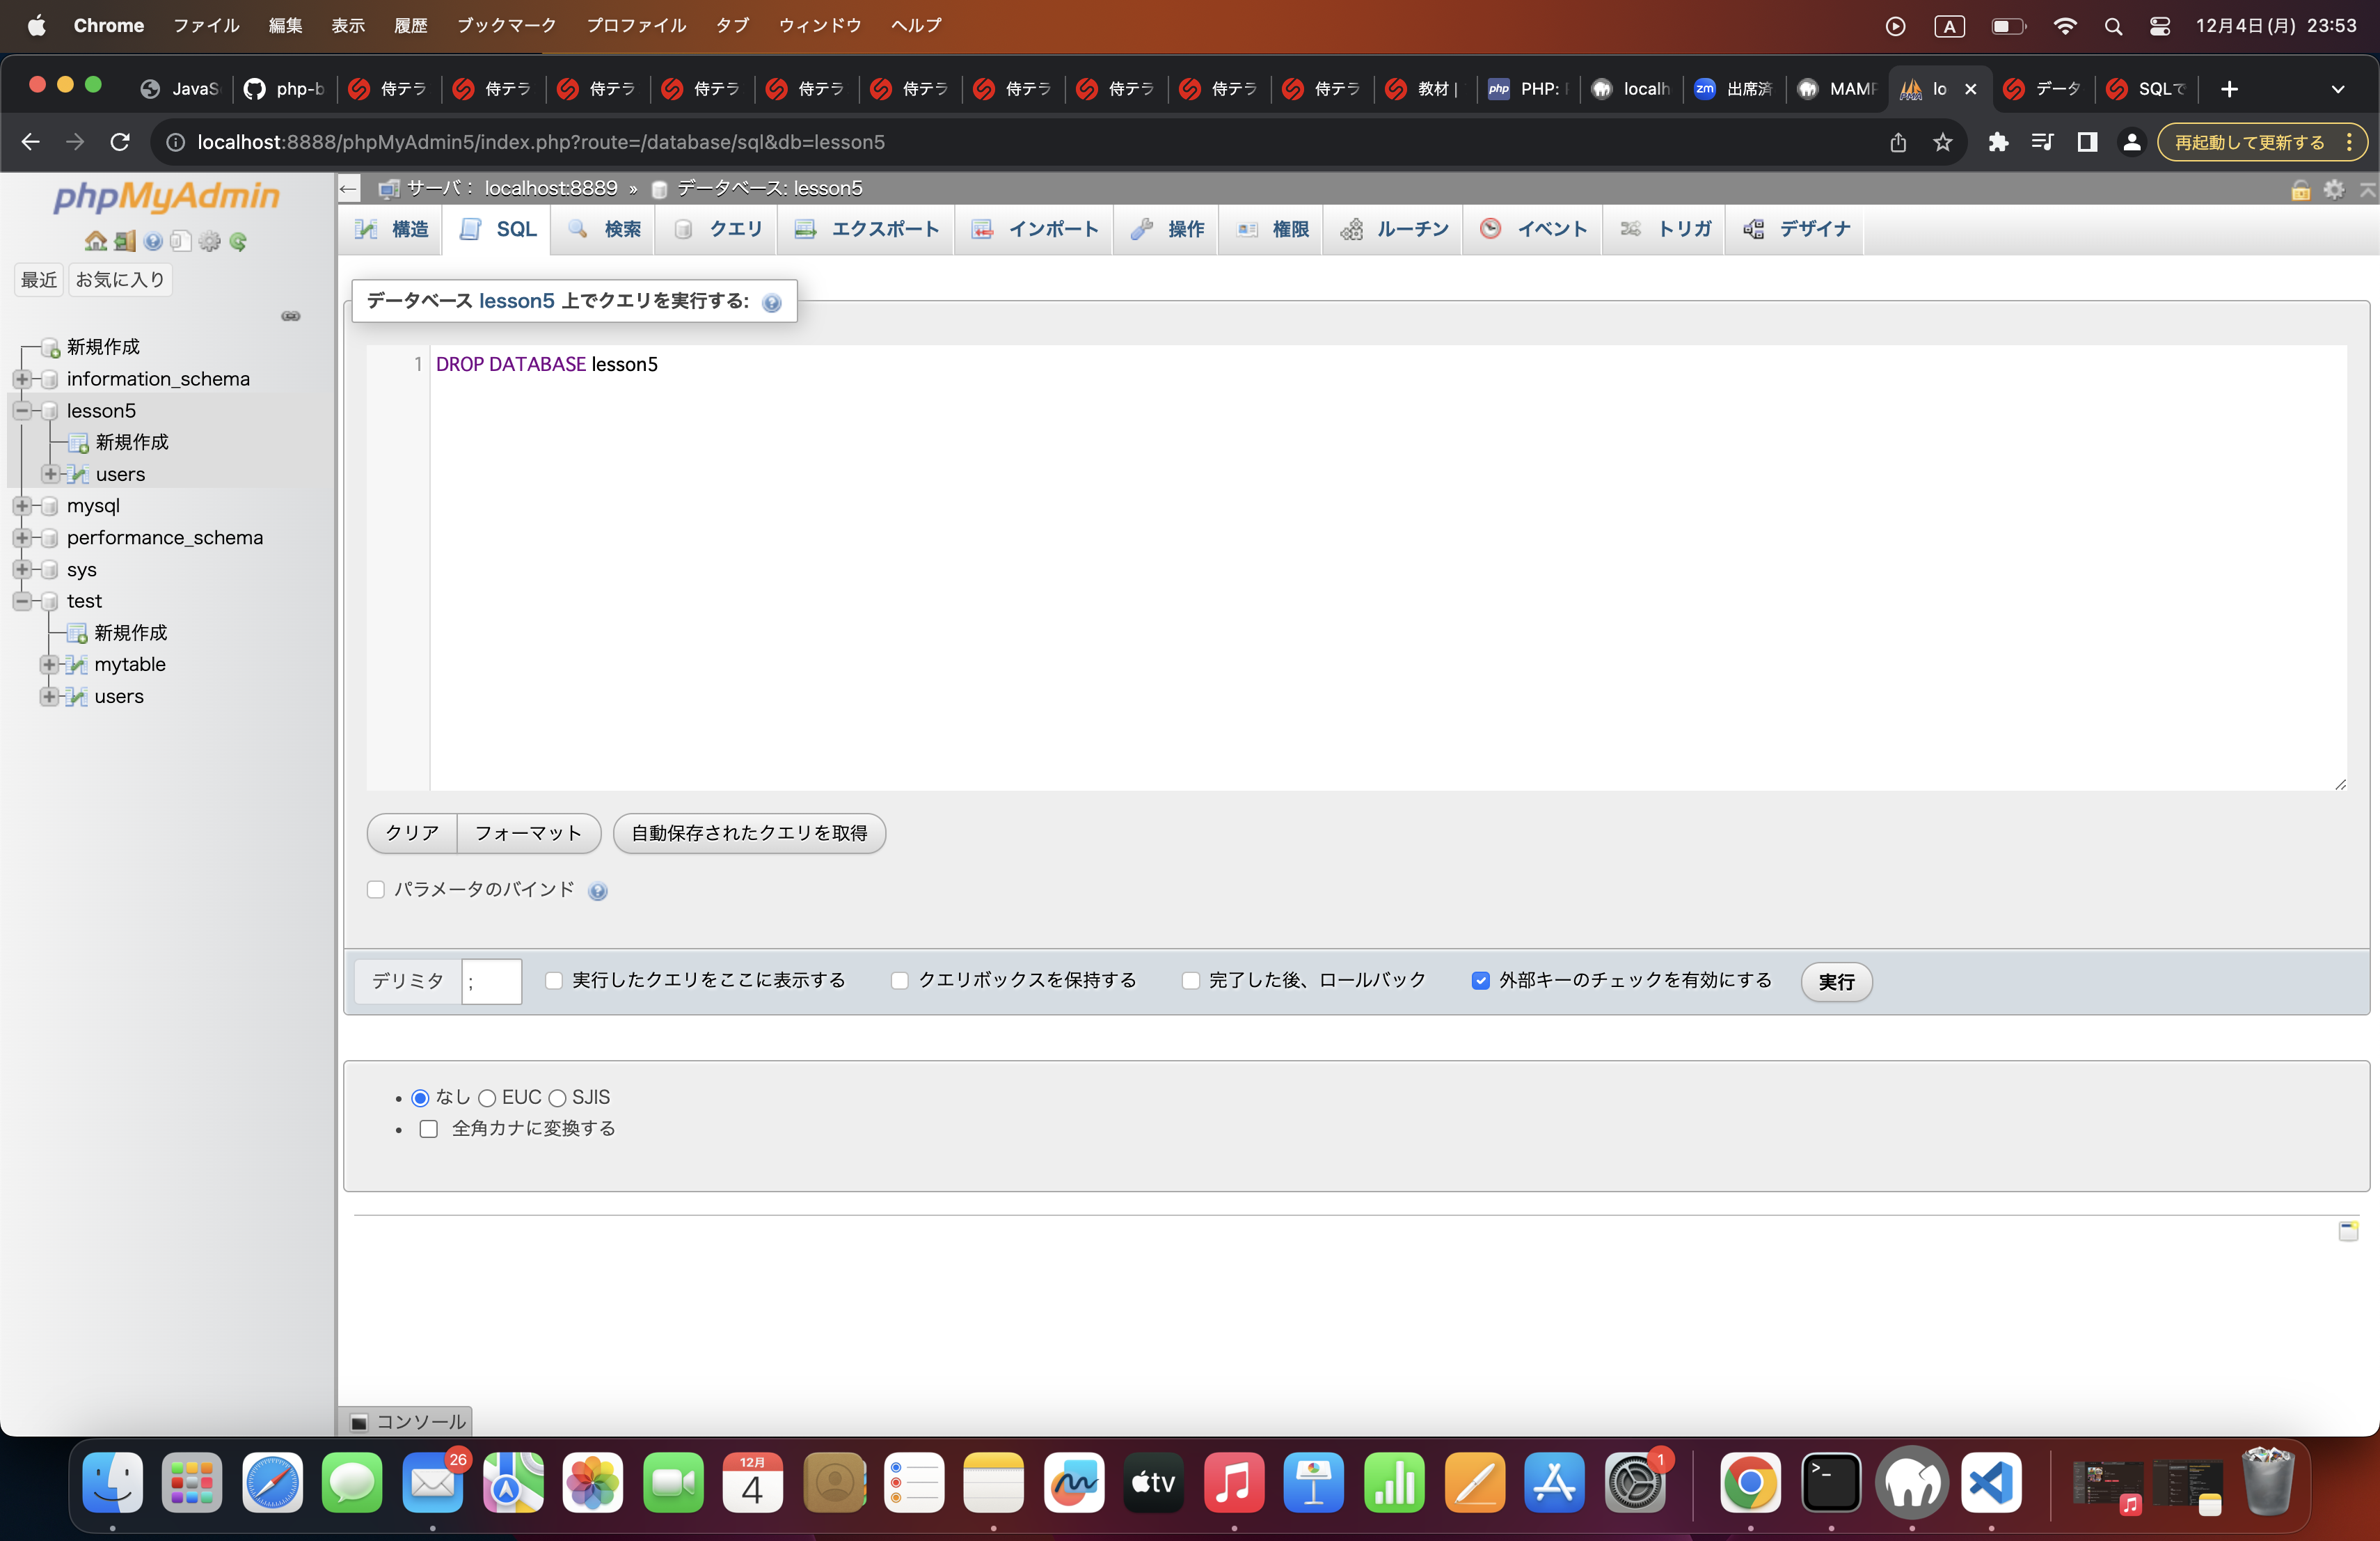 Chrome ファイル 編集 表示 履歴 ブックマーク プロファイル タブ ウィンドウ ヘルプ A 12月4日(月) 23:53
JavaS php-b 侍テラ 侍テラ 侍テラ 侍テラ 侍テラ 侍テラ 侍テラ 侍テラ 侍テラ 侍テラ 教材 | php PHP: localh zm 出席済 MAMP lo データ SQLで
localhost:8888/phpMyAdmin5/index.php?route=/database/sql&db=lesson5 再起動して更新する
phpMyAdmin
最近 お気に入り
新規作成
information_schema
lesson5
新規作成
users
mysql
performance_schema
sys
test
新規作成
mytable
users
サーバ: localhost:8889 » データベース: lesson5
構造 SQL 検索 クエリ エクスポート インポート 操作 権限 ルーチン イベント トリガ デザイナ
データベース lesson5 上でクエリを実行する:
1 DROP DATABASE lesson5
クリア フォーマット 自動保存されたクエリを取得
パラメータのバインド
デリミタ ; 実行したクエリをここに表示する クエリボックスを保持する 完了した後、ロールバック 外部キーのチェックを有効にする 実行
なし EUC SJIS
全角カナに変換する
コンソール
26 12月 4 tv 1